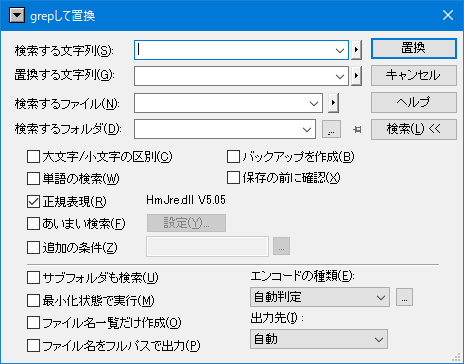 grepして置換
検索する文字列(S):
置換
置換する文字列(G):
キャンセル
検索するファイル(N):
ヘルプ
検索するフォルダ(D):
...
検索(L) <<
大文字/小文字の区別(C)
バックアップを作成(B)
単語の検索(W)
保存の前に確認(X)
正規表現(R)
HmJre.dll V5.05
あいまい検索(F)
設定(Y)...
追加の条件(Z)
...
サブフォルダも検索(U)
エンコードの種類(E):
最小化状態で実行(M)
自動判定
...
ファイル名一覧だけ作成(O)
出力先(I) :
ファイル名をフルパスで出力(P)
自動